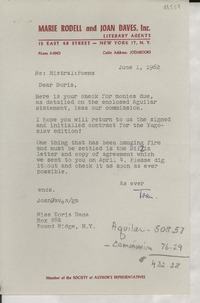 MARIE RODELL and JOAN DAVES, Inc.
LITERARY AGENTS
15 EAST 48 STREET - NEW YORK 17, N.Y.
June 1, 1962
Re: Mistral:Poems
Dear Doris,
Here is your check for monies due,
as detailed on the enclosed Aguilar
statement, less our commission.
I hope you will return to us the signed
and initialled contract for the Yugo-
slav edition!
One thing that has been hanging fire and
must be settled is the
letter and copy of agreement which
we sent to you on April 4. Please dig
it out and check it as soon as ever
possible.
As ever
encs.
Miss Doris Dana
Box 284
Pound Ridge, N.Y.
Aguilar - 508.53
Commission 76.29
$ 432.28
Member of the SOCIETY OF AUTHOR'S REPRESENTATIVES